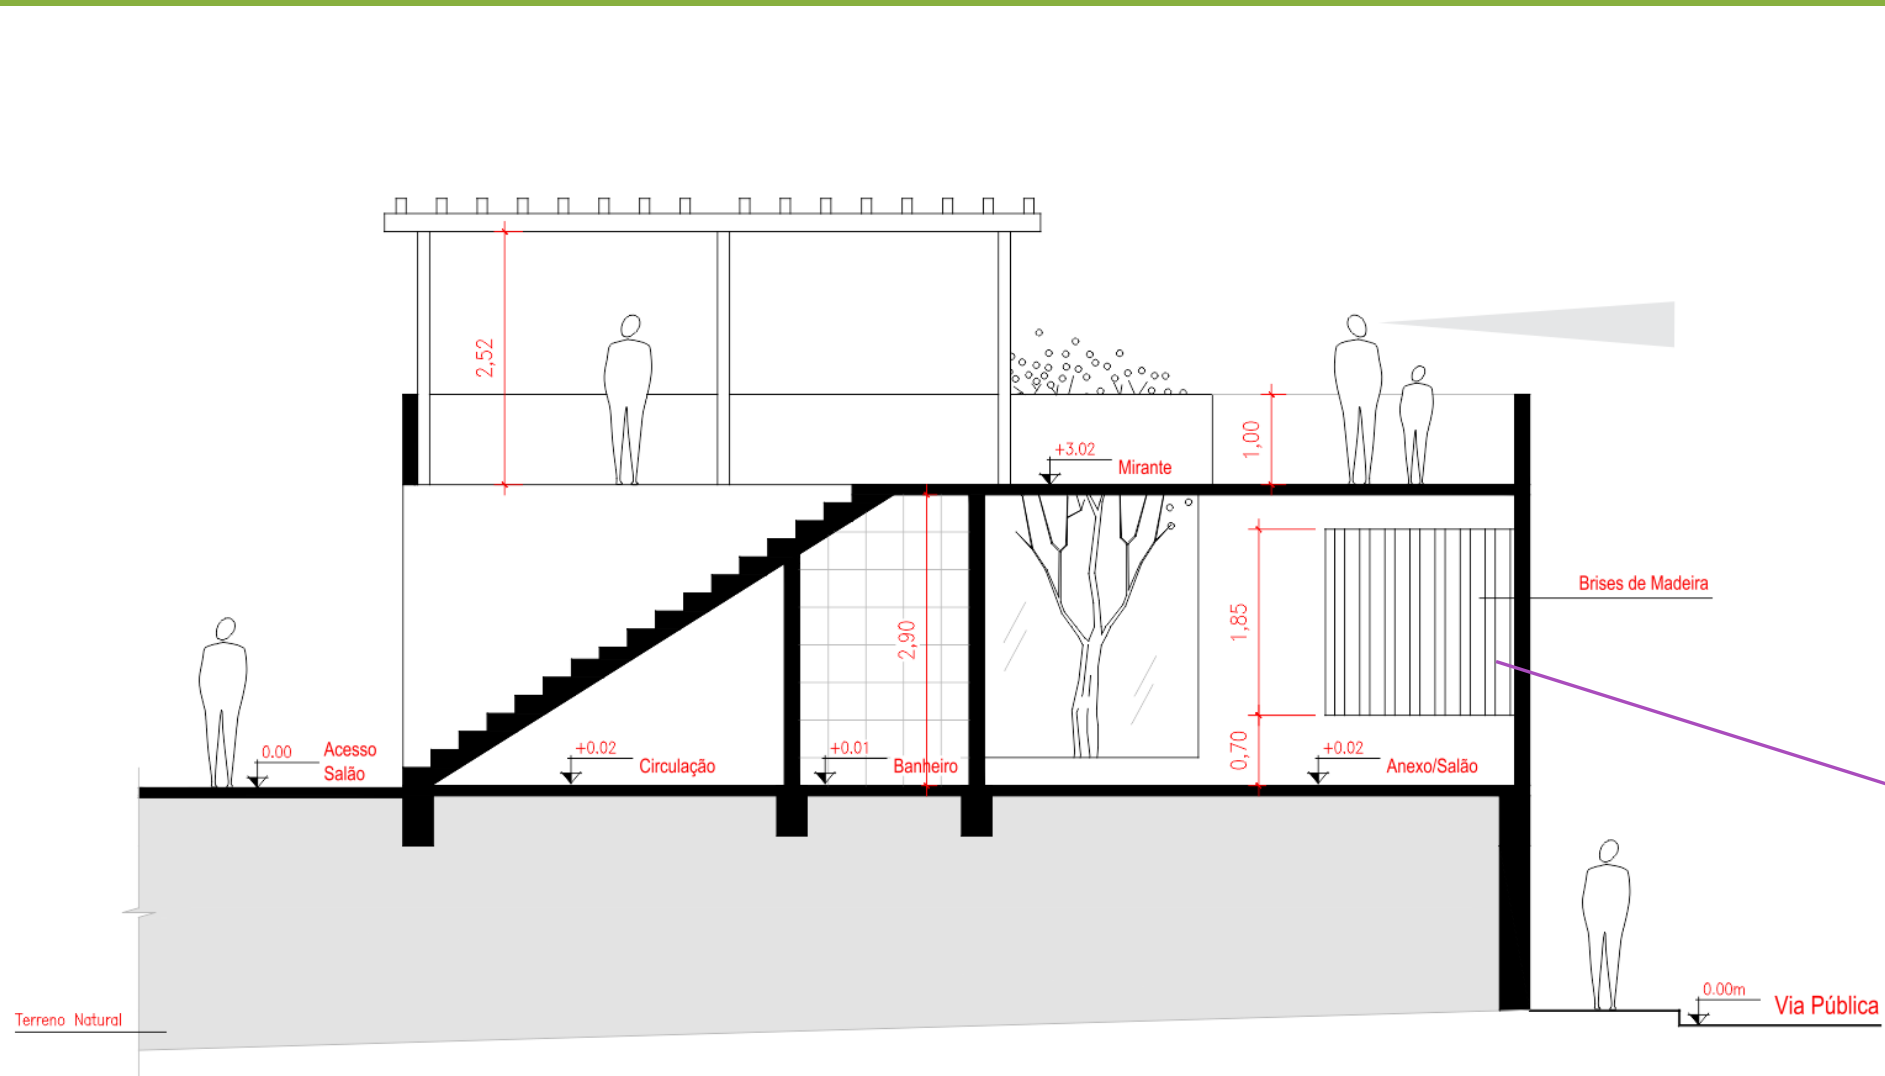 2,52
+3.02
Mirante
1,00
Brises de Madeira
1,85
2,90
0.00
Acesso
Salão
+0.02
Circulação
+0.01
Banheiro
0,70
+0.02
Anexo/Salão
0.00m
Via Pública
Terreno Natural